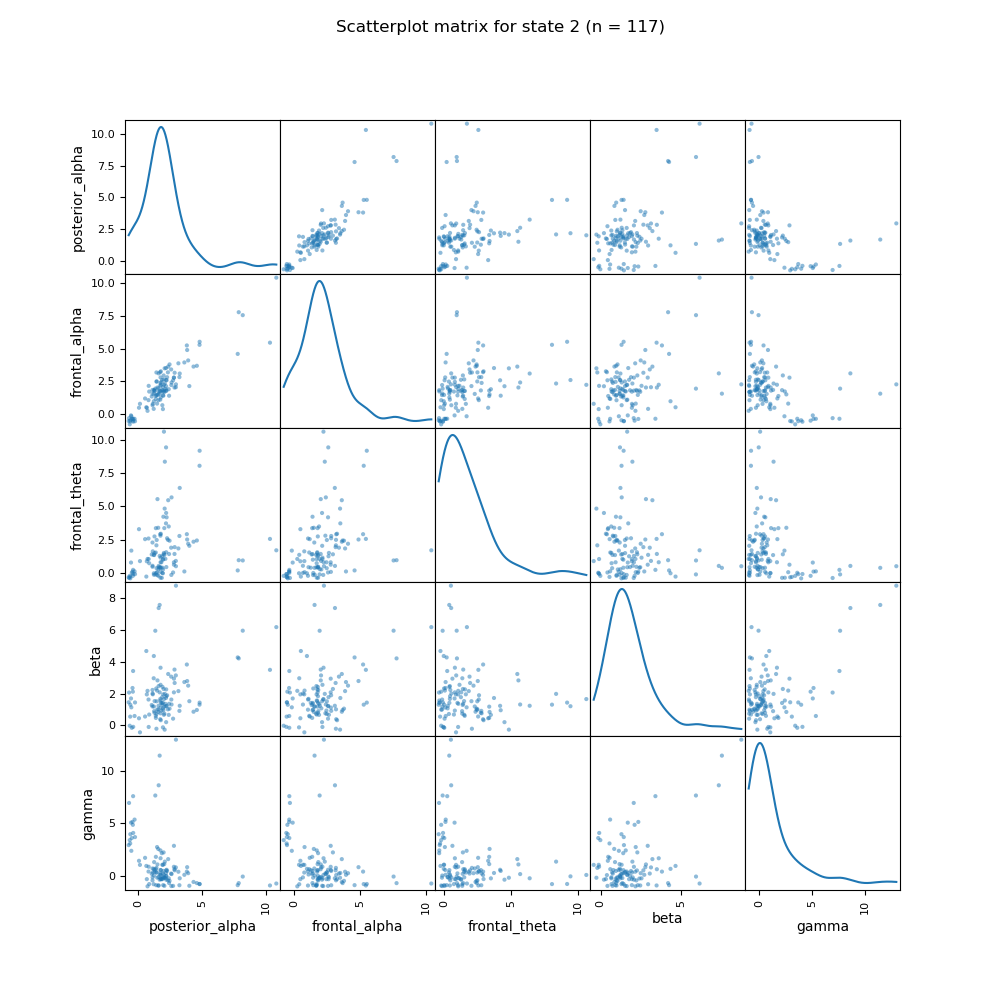 Scatterplot matrix for state 2 (n = 117)
posterior_alpha
10.0
7.5
5.0
2.5
0.0
frontal_alpha
10.0
7.5
5.0
2.5
0.0
frontal_theta
10.0
7.5
5.0
2.5
0.0
beta
8
6
4
2
0
gamma
10
5
0
0 5 10 0 5 10 0 5 10 0 5 0 5 10
posterior_alpha frontal_alpha frontal_theta beta gamma